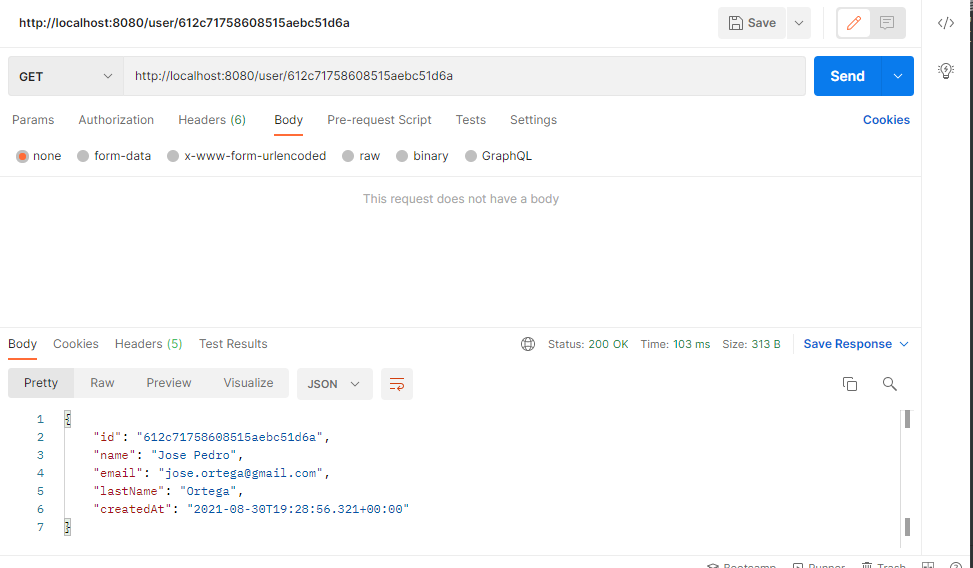 http://localhost:8080/user/612c71758608515aebc51d6a
Save
GET http://localhost:8080/user/612c71758608515aebc51d6a Send
Params Authorization Headers (6) Body Pre-request Script Tests Settings Cookies
none form-data x-www-form-urlencoded raw binary GraphQL
This request does not have a body
Body Cookies Headers (5) Test Results Status: 200 OK Time: 103 ms Size: 313 B Save Response
Pretty Raw Preview Visualize JSON
1 {
2 "id": "612c71758608515aebc51d6a",
3 "name": "Jose Pedro",
4 "email": "jose.ortega@gmail.com",
5 "lastName": "Ortega",
6 "createdAt": "2021-08-30T19:28:56.321+00:00"
7 }
Bootcamp Runner Trash